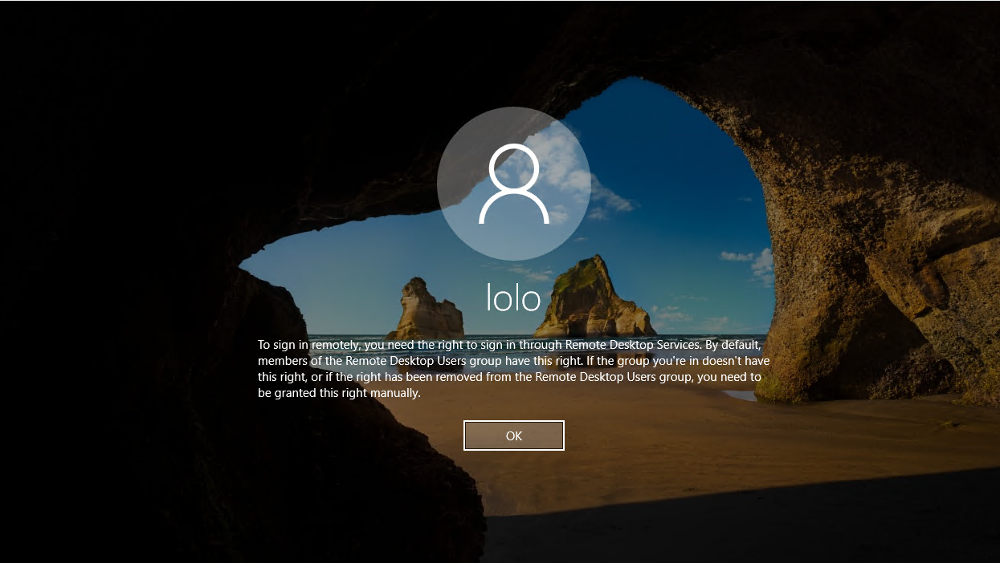 lolo
To sign in remotely, you need the right to sign in through Remote Desktop Services. By default,
members of the Remote Desktop Users group have this right. If the group you're in doesn't have
this right, or if the right has been removed from the Remote Desktop Users group, you need to
be granted this right manually.
OK